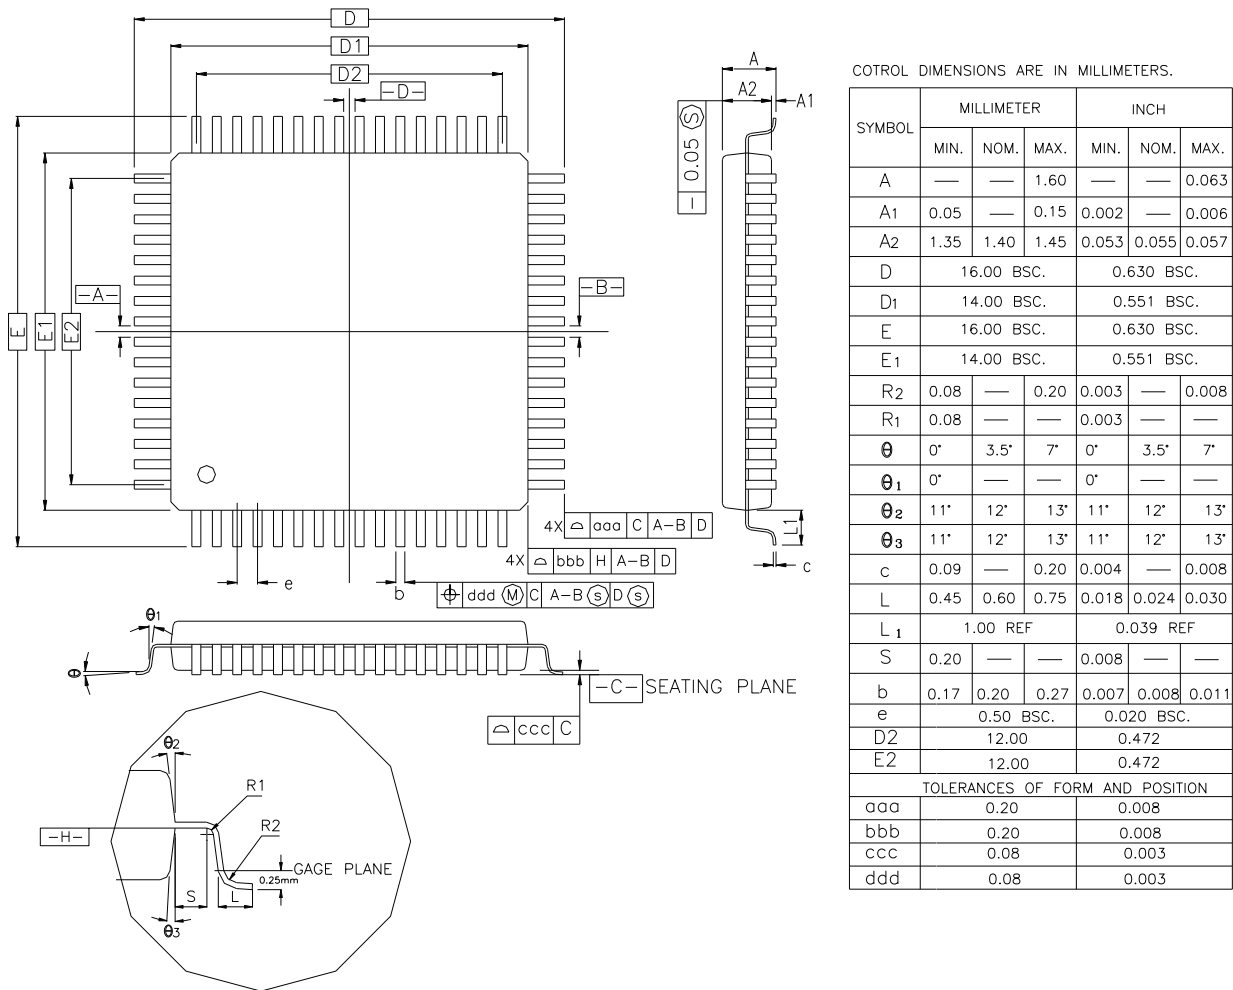 D
D1
D2
-D-
E
E1
E2
-A-
-B-
4X ⌓ aaa C A-B D
4X ⌓ bbb H A-B D
e
b
⌖ ddd Ⓜ C A-B Ⓢ D Ⓢ
A
A2
A1
— 0.05 Ⓢ
L1
c
θ1
θ
-C- SEATING PLANE
⌓ ccc C
θ2
R1
R2
-H-
GAGE PLANE
0.25mm
S
L
θ3
COTROL DIMENSIONS ARE IN MILLIMETERS.
SYMBOL MILLIMETER INCH
MIN. NOM. MAX. MIN. NOM. MAX.
A — — 1.60 — — 0.063
A1 0.05 — 0.15 0.002 — 0.006
A2 1.35 1.40 1.45 0.053 0.055 0.057
D 16.00 BSC. 0.630 BSC.
D1 14.00 BSC. 0.551 BSC.
E 16.00 BSC. 0.630 BSC.
E1 14.00 BSC. 0.551 BSC.
R2 0.08 — 0.20 0.003 — 0.008
R1 0.08 — — 0.003 — —
θ 0° 3.5° 7° 0° 3.5° 7°
θ1 0° — — 0° — —
θ2 11° 12° 13° 11° 12° 13°
θ3 11° 12° 13° 11° 12° 13°
c 0.09 — 0.20 0.004 — 0.008
L 0.45 0.60 0.75 0.018 0.024 0.030
L1 1.00 REF 0.039 REF
S 0.20 — — 0.008 — —
b 0.17 0.20 0.27 0.007 0.008 0.011
e 0.50 BSC. 0.020 BSC.
D2 12.00 0.472
E2 12.00 0.472
TOLERANCES OF FORM AND POSITION
aaa 0.20 0.008
bbb 0.20 0.008
ccc 0.08 0.003
ddd 0.08 0.003